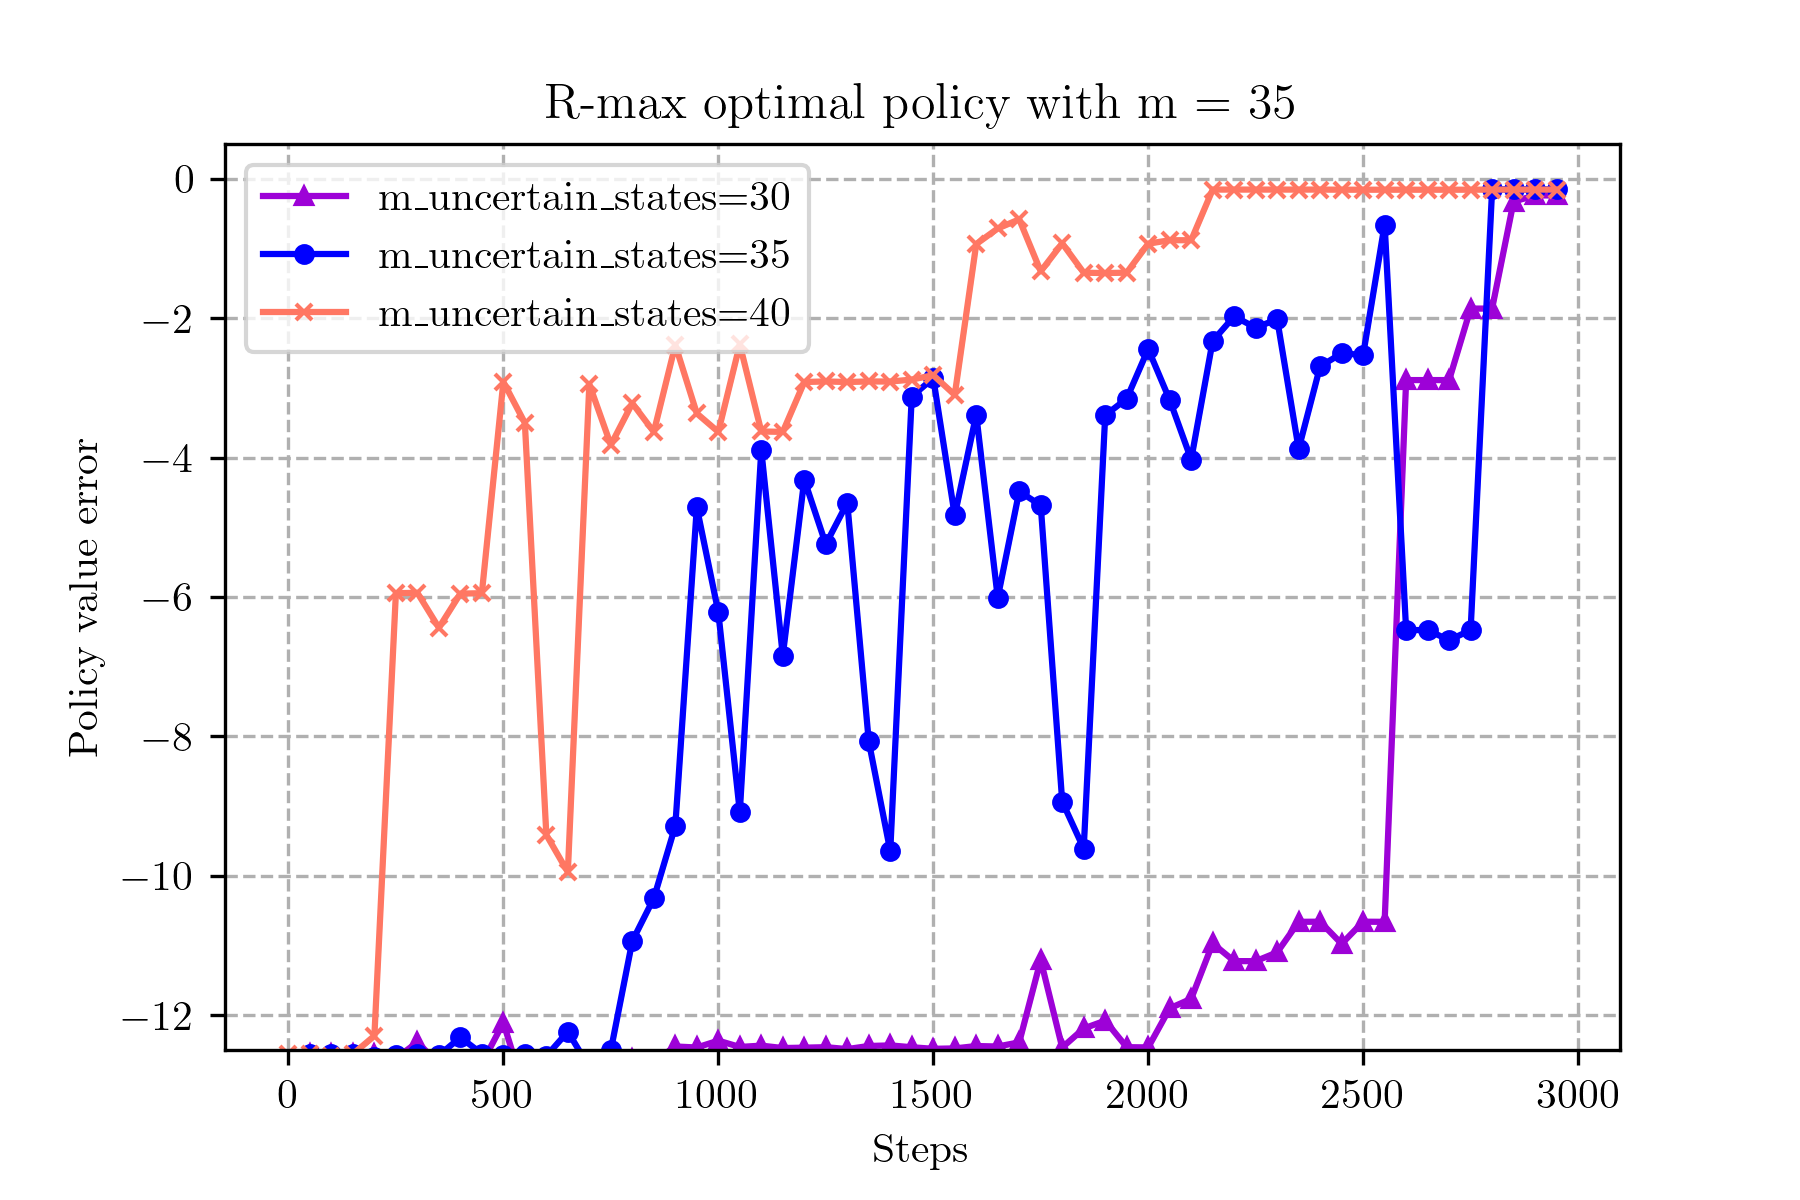 R-max optimal policy with m = 35
m_uncertain_states=30
m_uncertain_states=35
m_uncertain_states=40
Policy value error
0
−2
−4
−6
−8
−10
−12
0 500 1000 1500 2000 2500 3000
Steps